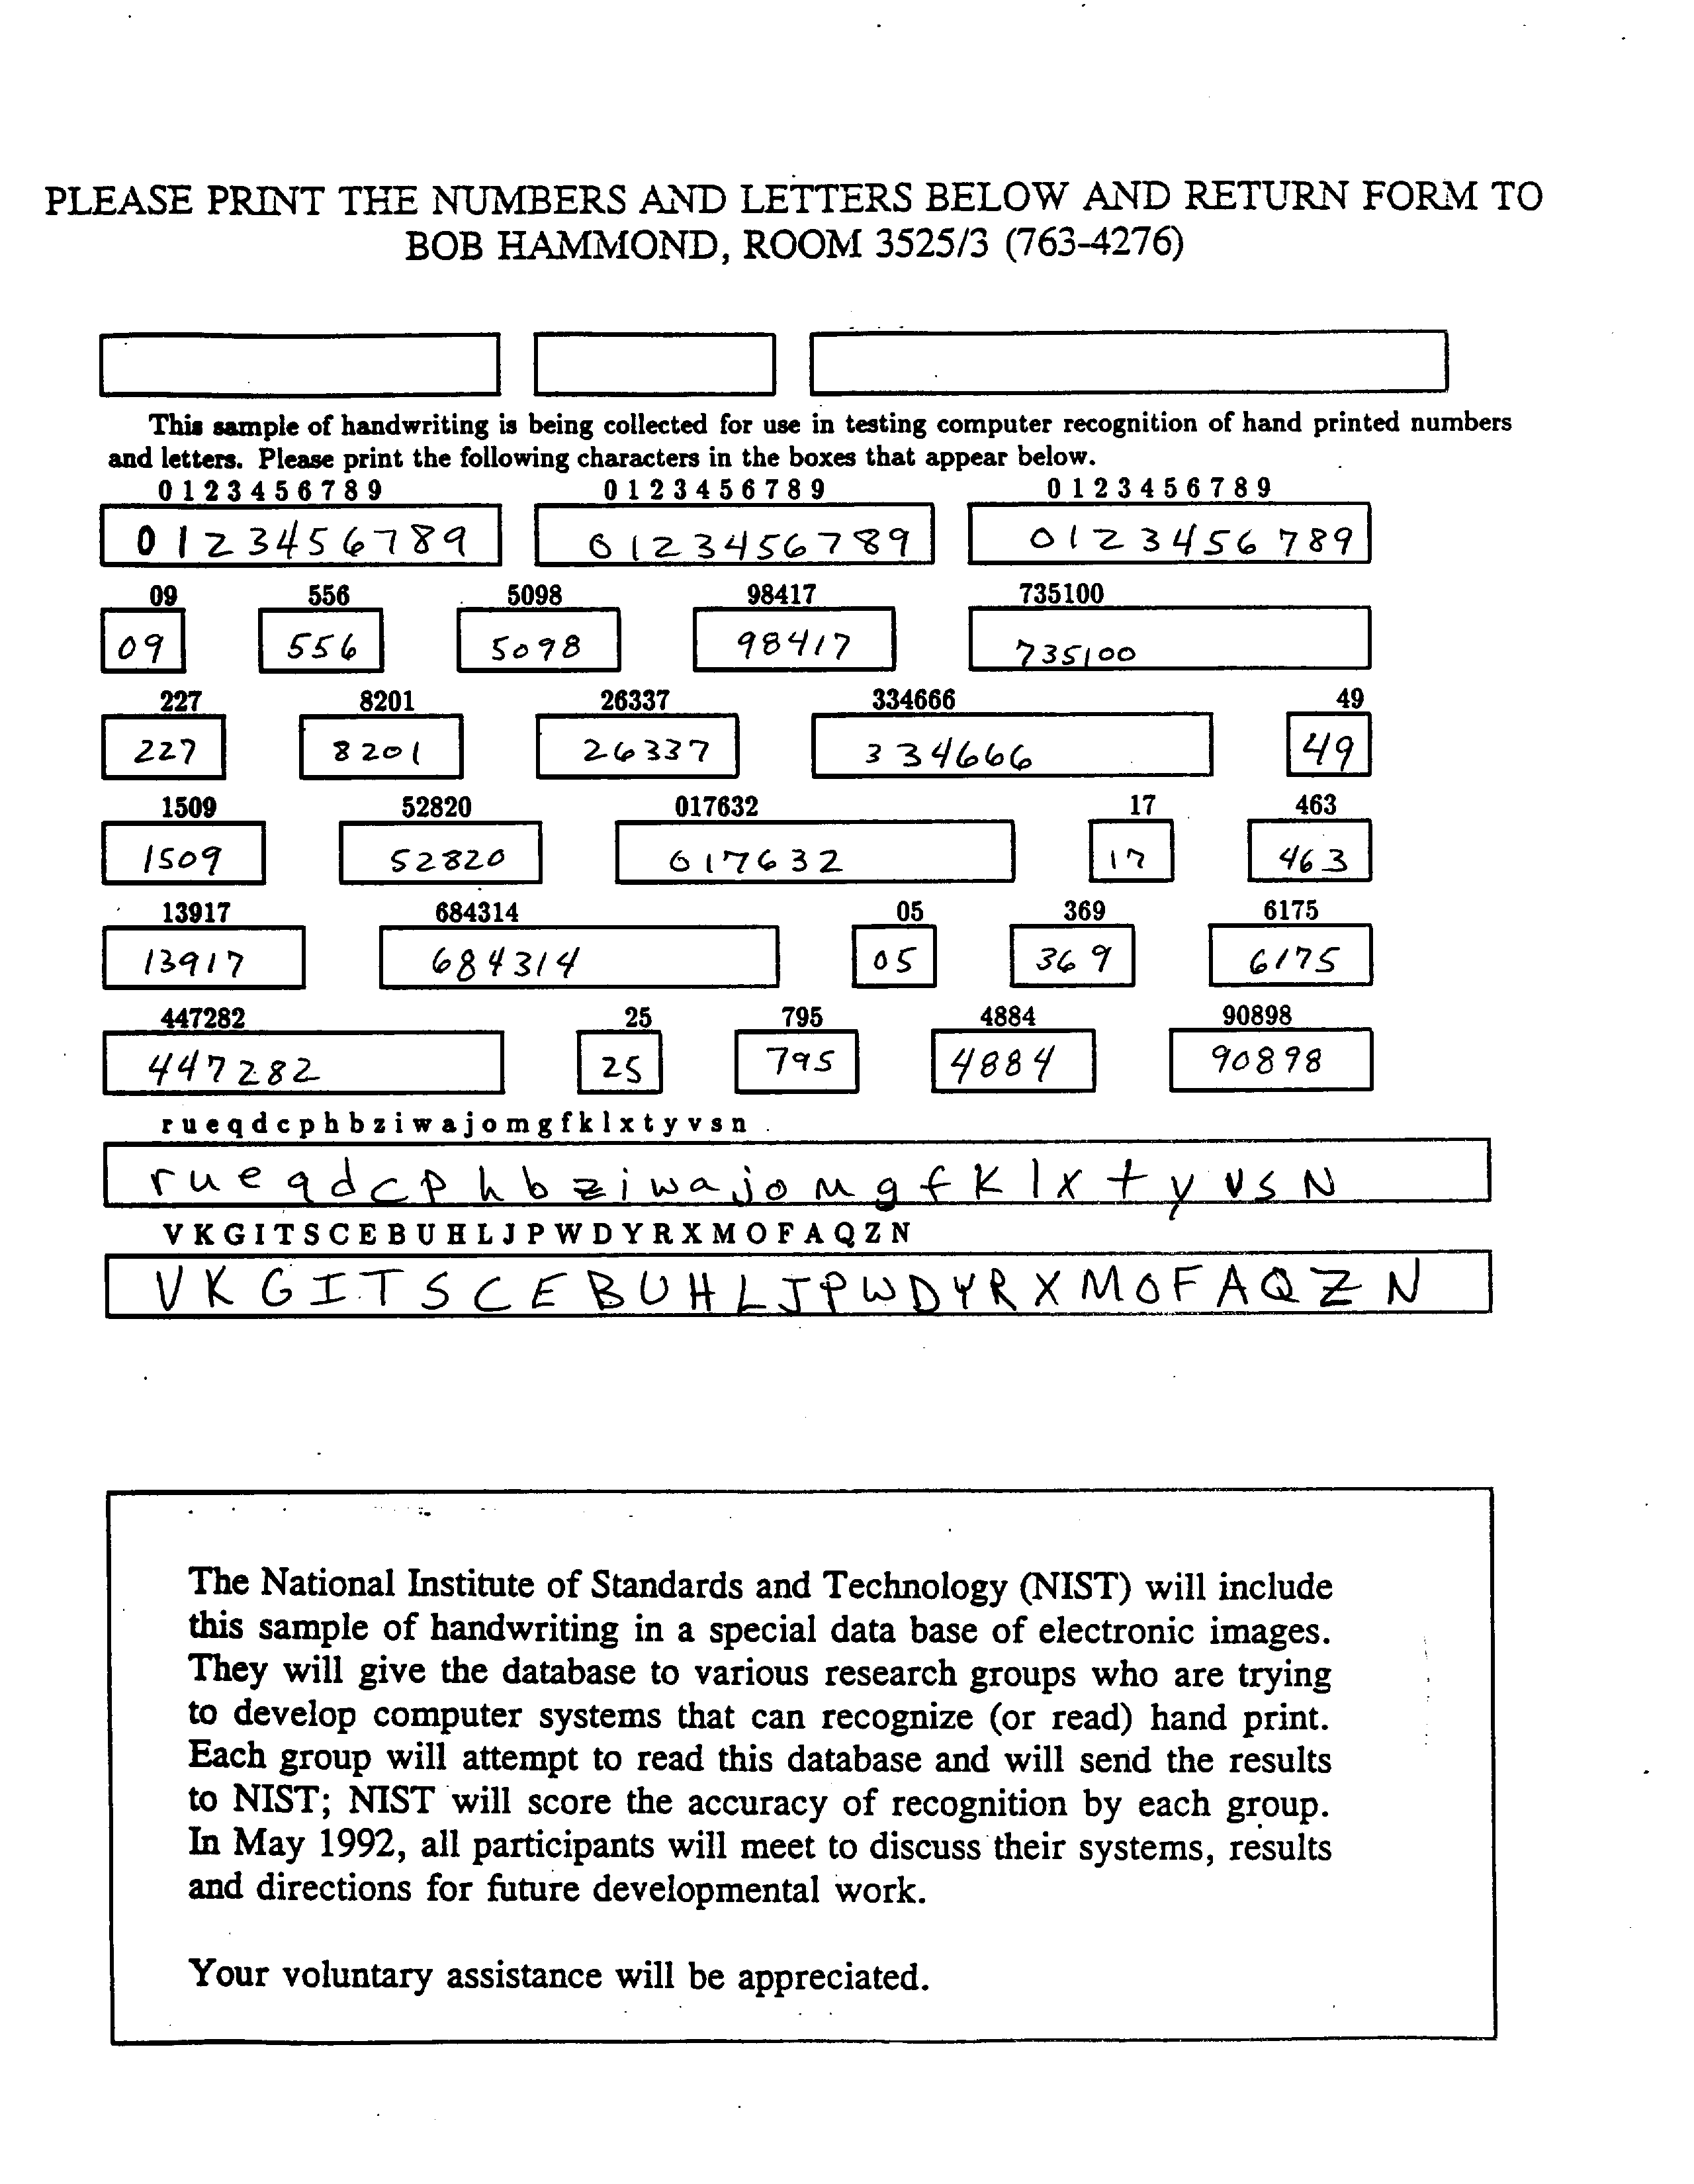 PLEASE PRINT THE NUMBERS AND LETTERS BELOW AND RETURN FORM TO
BOB HAMMOND, ROOM 3525/3 (763-4276)
This sample of handwriting is being collected for use in testing computer recognition of hand printed numbers
and letters. Please print the following characters in the boxes that appear below.
0 1 2 3 4 5 6 7 8 9 0 1 2 3 4 5 6 7 8 9 0 1 2 3 4 5 6 7 8 9
0123456789 0123456789 0123456789
09 556 5098 98417 735100
09 556 5098 98417 735100
227 8201 26337 334666 49
227 8201 26337 334666 49
1509 52820 017632 17 463
1509 52820 017632 17 463
13917 684314 05 369 6175
13917 684314 05 369 6175
447282 25 795 4884 90898
447282 25 795 4884 90898
r u e q d c p h b z i w a j o m g f k l x t y v s n
r u e q d c p h b z i w a j o m g f K l x t y v s N
V K G I T S C E B U H L J P W D Y R X M O F A Q Z N
V K G I T S C E B U H L J P W D Y R X M O F A Q Z N
The National Institute of Standards and Technology (NIST) will include
this sample of handwriting in a special data base of electronic images.
They will give the database to various research groups who are trying
to develop computer systems that can recognize (or read) hand print.
Each group will attempt to read this database and will send the results
to NIST; NIST will score the accuracy of recognition by each group.
In May 1992, all participants will meet to discuss their systems, results
and directions for future developmental work.
Your voluntary assistance will be appreciated.